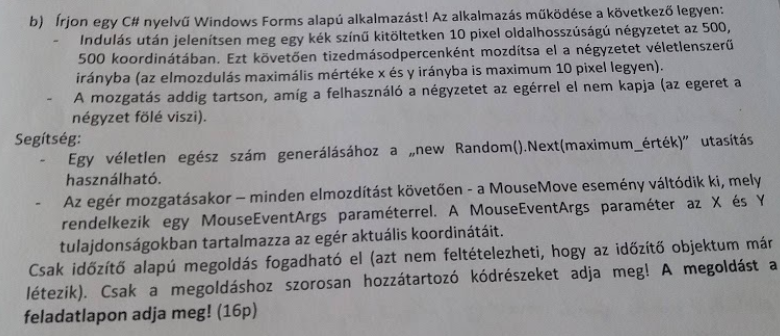 b) Írjon egy C# nyelvű Windows Forms alapú alkalmazást! Az alkalmazás működése a következő legyen:
- Indulás után jelenítsen meg egy kék színű kitöltetken 10 pixel oldalhosszúságú négyzetet az 500,
500 koordinátában. Ezt követően tizedmásodpercenként mozdítsa el a négyzetet véletlenszerű
irányba (az elmozdulás maximális mértéke x és y irányba is maximum 10 pixel legyen).
- A mozgatás addig tartson, amíg a felhasználó a négyzetet az egérrel el nem kapja (az egeret a
négyzet fölé viszi).
Segítség:
- Egy véletlen egész szám generálásához a „new Random().Next(maximum_érték)" utasítás
használható.
- Az egér mozgatásakor – minden elmozdítást követően - a MouseMove esemény váltódik ki, mely
rendelkezik egy MouseEventArgs paraméterrel. A MouseEventArgs paraméter az X és Y
tulajdonságokban tartalmazza az egér aktuális koordinátáit.
Csak időzítő alapú megoldás fogadható el (azt nem feltételezheti, hogy az időzítő objektum már
létezik). Csak a megoldáshoz szorosan hozzátartozó kódrészeket adja meg! A megoldást a
feladatlapon adja meg! (16p)